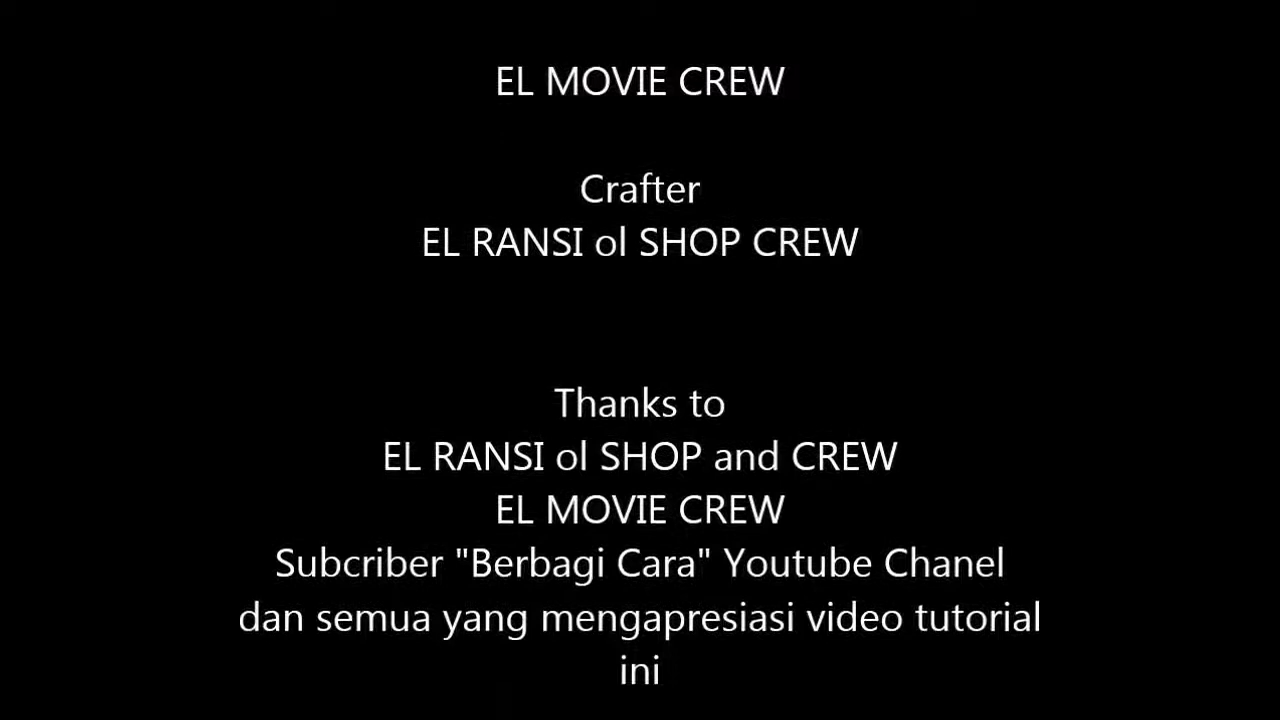 EL MOVIE CREW
Crafter
EL RANSI ol SHOP CREW
Thanks to
EL RANSI ol SHOP and CREW
EL MOVIE CREW
Subcriber "Berbagi Cara" Youtube Chanel
dan semua yang mengapresiasi video tutorial
ini